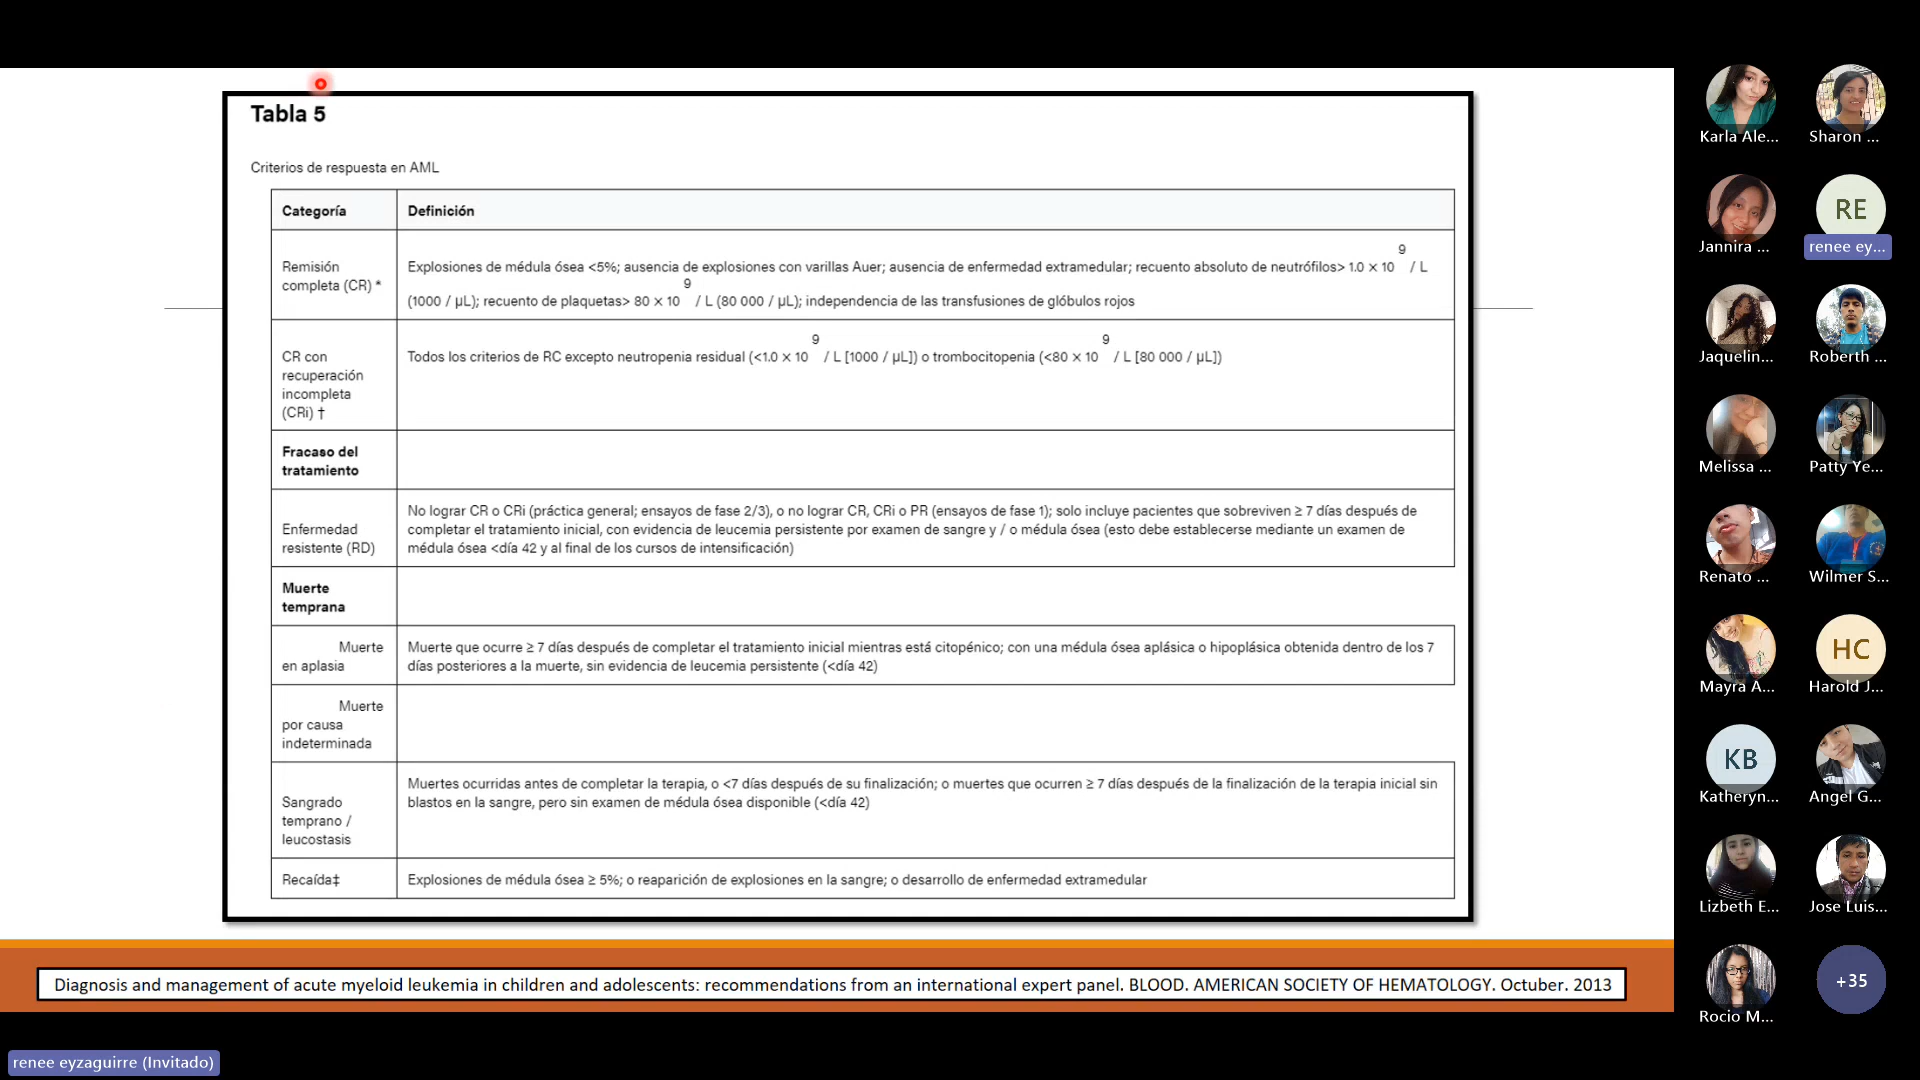 Tabla 5
Criterios de respuesta en AML
Categoría Definición
Remisión
completa (CR) *
Explosiones de médula ósea <5%; ausencia de explosiones con varillas Auer; ausencia de enfermedad extramedular; recuento absoluto de neutrófilos> 1.0 × 10 9 / L
(1000 / μL); recuento de plaquetas> 80 × 10 9 / L (80 000 / μL); independencia de las transfusiones de glóbulos rojos
CR con
recuperación
incompleta
(CRi) †
Todos los criterios de RC excepto neutropenia residual (<1.0 × 10 9 / L [1000 / μL]) o trombocitopenia (<80 × 10 9 / L [80 000 / μL])
Fracaso del
tratamiento
Enfermedad
resistente (RD)
No lograr CR o CRi (práctica general; ensayos de fase 2/3), o no lograr CR, CRi o PR (ensayos de fase 1); solo incluye pacientes que sobreviven ≥ 7 días después de
completar el tratamiento inicial, con evidencia de leucemia persistente por examen de sangre y / o médula ósea (esto debe establecerse mediante un examen de
médula ósea <día 42 y al final de los cursos de intensificación)
Muerte
temprana
Muerte
en aplasia
Muerte que ocurre ≥ 7 días después de completar el tratamiento inicial mientras está citopénico; con una médula ósea aplásica o hipoplásica obtenida dentro de los 7
días posteriores a la muerte, sin evidencia de leucemia persistente (<día 42)
Muerte
por causa
indeterminada
Sangrado
temprano /
leucostasis
Muertes ocurridas antes de completar la terapia, o <7 días después de su finalización; o muertes que ocurren ≥ 7 días después de la finalización de la terapia inicial sin
blastos en la sangre, pero sin examen de médula ósea disponible (<día 42)
Recaída‡
Explosiones de médula ósea ≥ 5%; o reaparición de explosiones en la sangre; o desarrollo de enfermedad extramedular
Diagnosis and management of acute myeloid leukemia in children and adolescents: recommendations from an international expert panel. BLOOD. AMERICAN SOCIETY OF HEMATOLOGY. Octuber. 2013
renee eyzaguirre (Invitado)
Karla Ale... Sharon ...
RE
Jannira ... renee ey...
Jaquelin... Roberth ...
Melissa ... Patty Ye...
Renato ... Wilmer S...
HC
Mayra A... Harold J...
KB
Katheryn... Angel G...
Lizbeth E... Jose Luis...
+35
Rocio M...